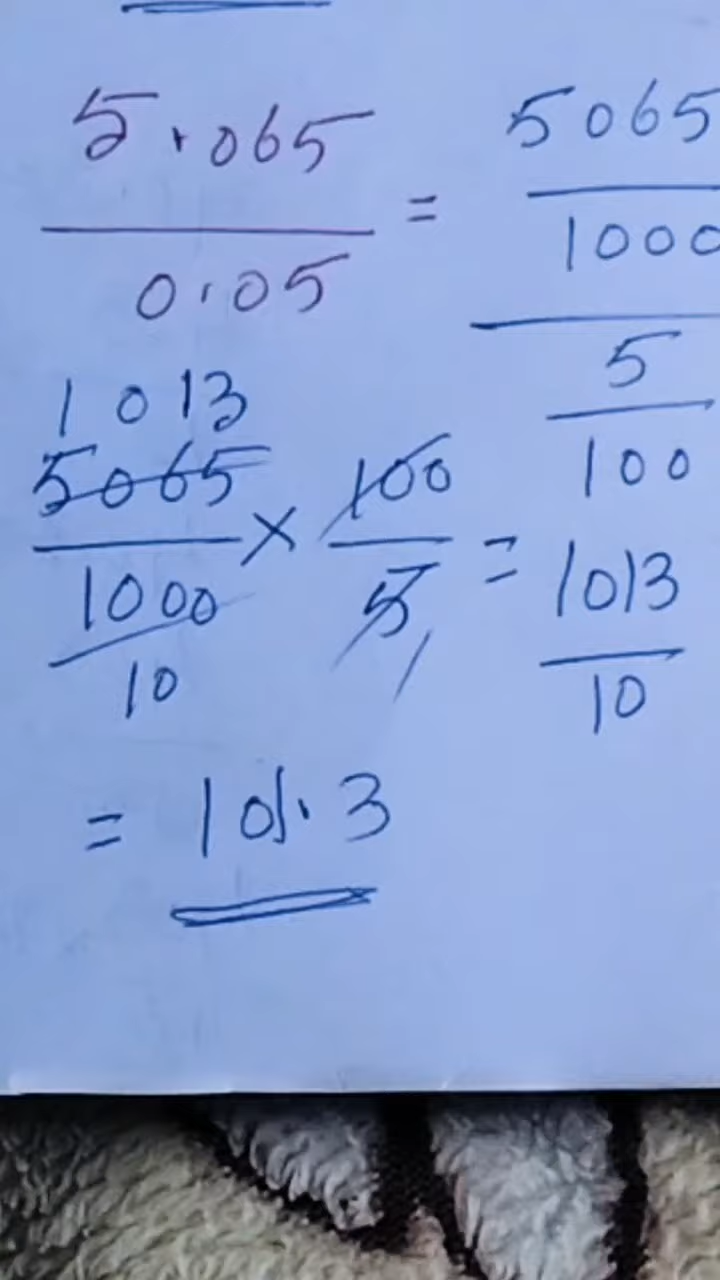 5.065 / 0.05 = (5065 / 1000) / (5 / 100)
1013
5065 / 1000 × 100 / 5 = 1013 / 10
10
= 101.3